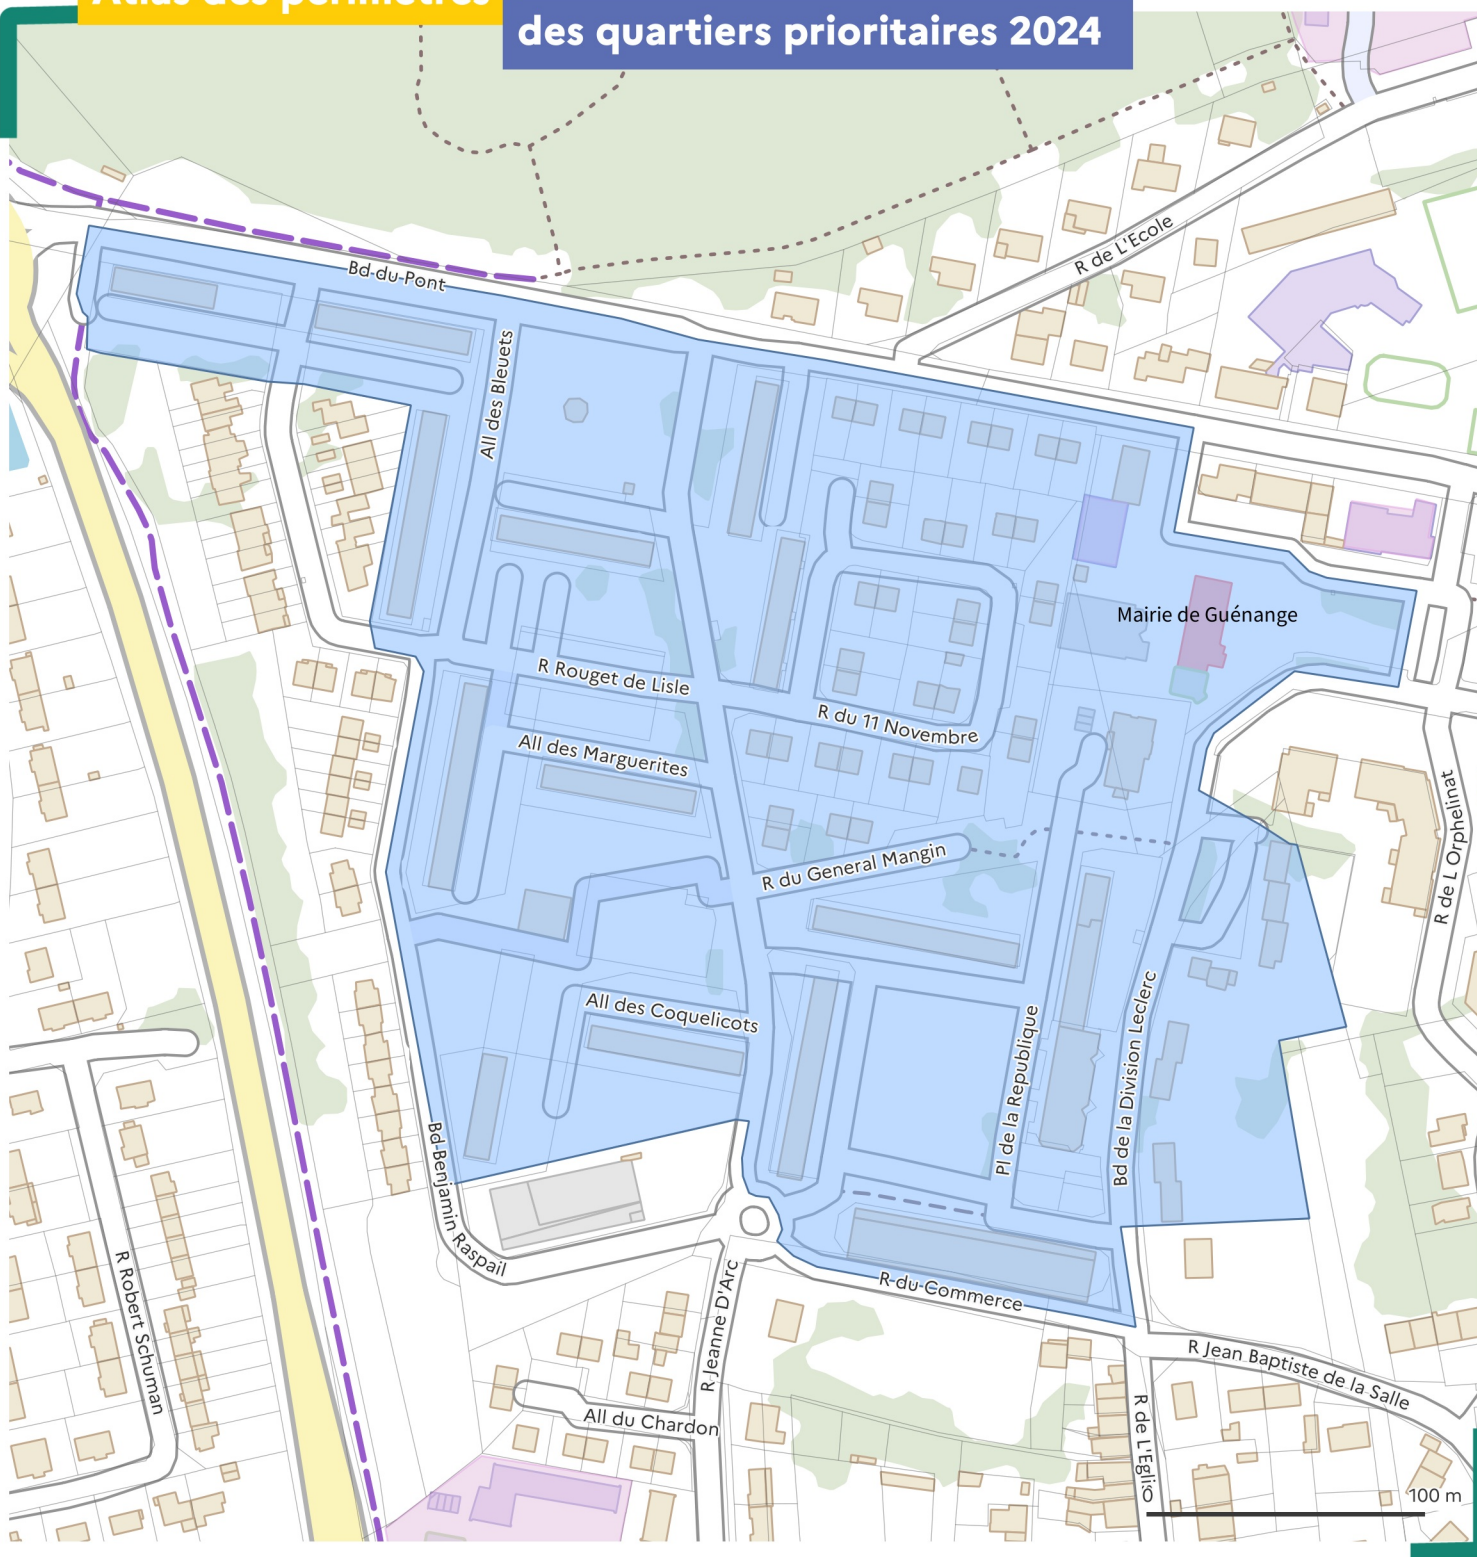 Atlas des périmètres
des quartiers prioritaires 2024
R de L'Ecole
Bd du Pont
All des Bleuets
Mairie de Guénange
R Rouget de Lisle
R du 11 Novembre
All des Marguerites
R de L Orphelinat
R du General Mangin
All des Coquelicots
Pl de la Republique
Bd de la Division Leclerc
Bd Benjamin Raspail
R Robert Schuman
R du Commerce
R Jeanne D'Arc
R Jean Baptiste de la Salle
All du Chardon
R de L'Eglise
100 m